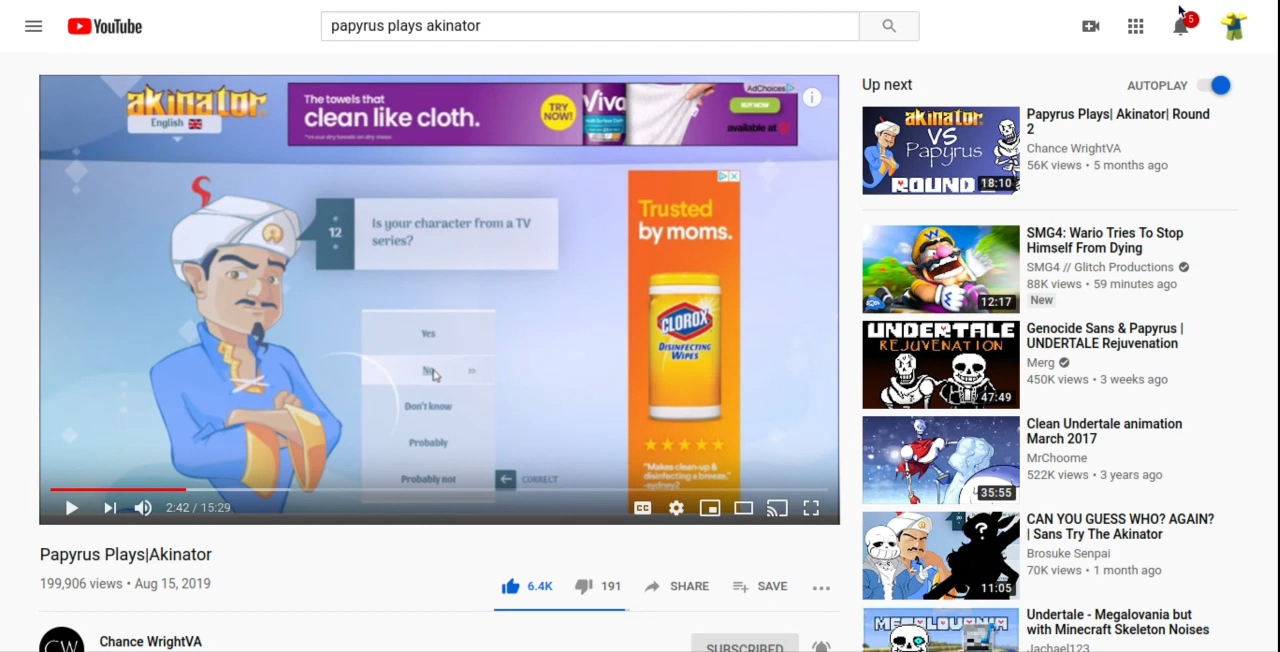 YouTube
papyrus plays akinator
5
akinator
English
The towels that
clean like cloth.
TRY
NOW!
Viva
AdChoices
BUY NOW
available at
12
Is your character from a TV
series?
Yes
No
Don't know
Probably
Probably not
CORRECT
Trusted
by moms.
CLOROX
DISINFECTING
WIPES
"Makes clean-up &
disinfecting a breeze."
-sydney2
2:42 / 15:29
CC
Papyrus Plays|Akinator
199,906 views • Aug 15, 2019
6.4K
191
SHARE
SAVE
CW
Chance WrightVA
SUBSCRIBED
Up next
AUTOPLAY
akinator
VS
Papyrus
ROUND
18:10
Papyrus Plays| Akinator| Round
2
Chance WrightVA
56K views • 5 months ago
12:17
SMG4: Wario Tries To Stop
Himself From Dying
SMG4 // Glitch Productions
88K views • 59 minutes ago
New
UNDERTALE
REJUVENATION
47:49
Genocide Sans & Papyrus |
UNDERTALE Rejuvenation
Merg
450K views • 3 weeks ago
35:55
Clean Undertale animation
March 2017
MrChoome
522K views • 3 years ago
?
11:05
CAN YOU GUESS WHO? AGAIN?
| Sans Try The Akinator
Brosuke Senpai
70K views • 1 month ago
MEGALOVANIA
Undertale - Megalovania but
with Minecraft Skeleton Noises
Jachael123